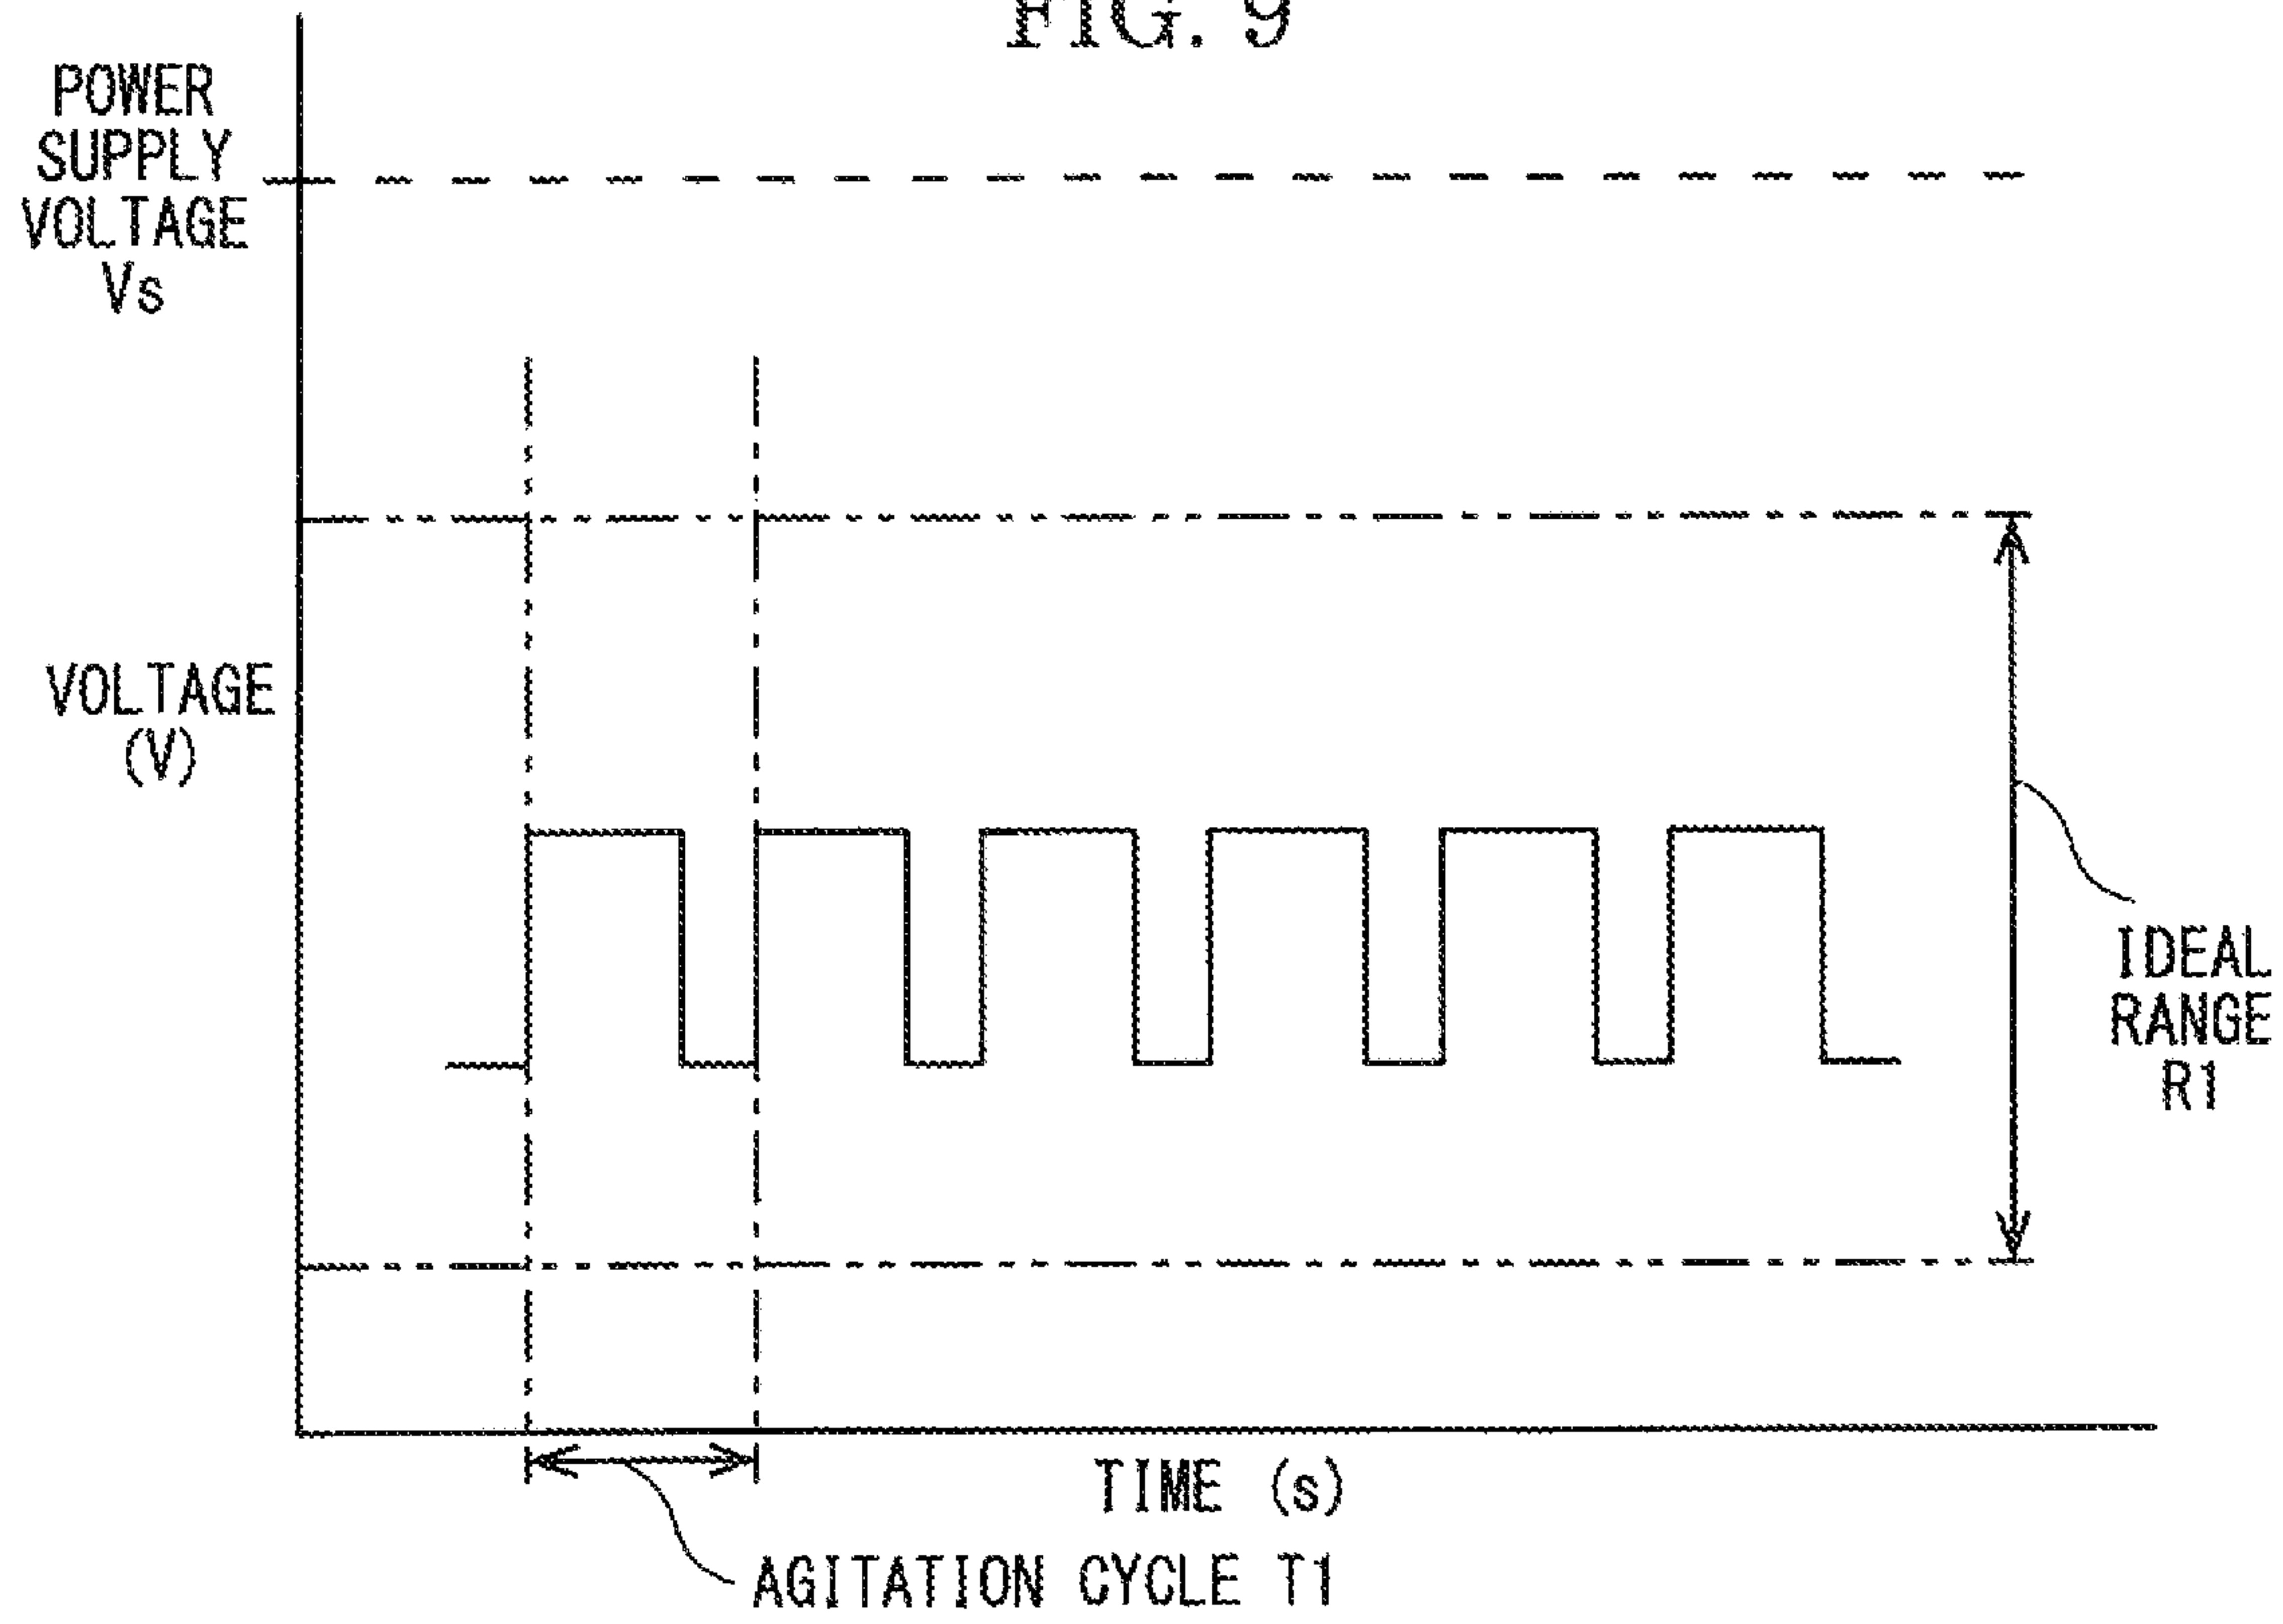 FIG. 9
POWER
SUPPLY
VOLTAGE
Vs
VOLTAGE
(V)
IDEAL
RANGE
R1
TIME (s)
AGITATION CYCLE T1